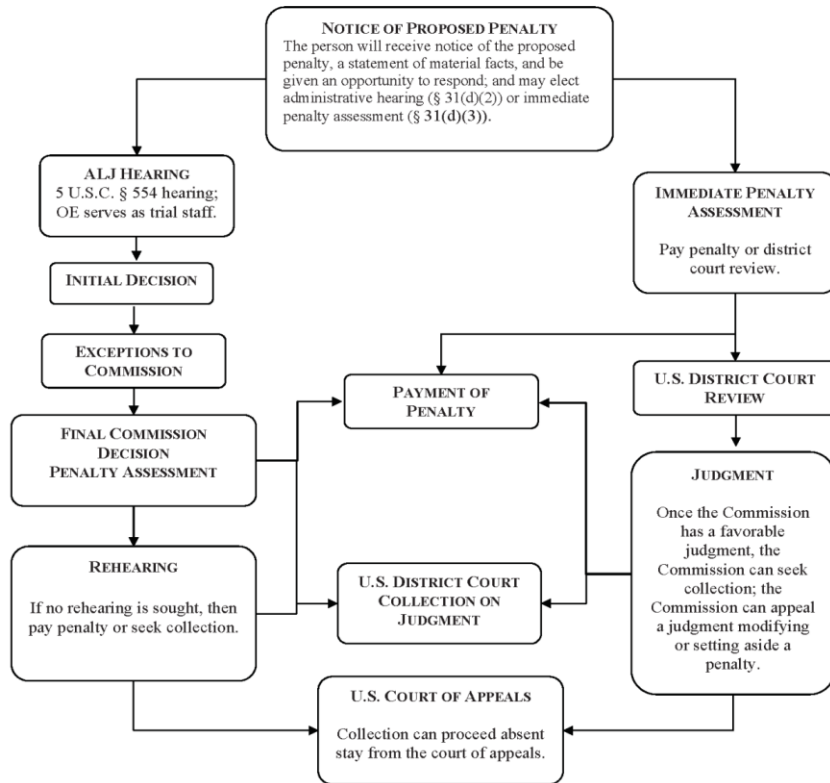 NOTICE OF PROPOSED PENALTY
The person will receive notice of the proposed
penalty, a statement of material facts, and be
given an opportunity to respond; and may elect
administrative hearing (§ 31(d)(2)) or immediate
penalty assessment (§ 31(d)(3)).
ALJ HEARING
5 U.S.C. § 554 hearing;
OE serves as trial staff.
IMMEDIATE PENALTY
ASSESSMENT
Pay penalty or district
court review.
INITIAL DECISION
EXCEPTIONS TO
COMMISSION
PAYMENT OF
PENALTY
U.S. DISTRICT COURT
REVIEW
FINAL COMMISSION
DECISION
PENALTY ASSESSMENT
JUDGMENT
Once the Commission
has a favorable
judgment, the
Commission can seek
collection; the
Commission can appeal
a judgment modifying
or setting aside a
penalty.
REHEARING
If no rehearing is sought, then
pay penalty or seek collection.
U.S. DISTRICT COURT
COLLECTION ON
JUDGMENT
U.S. COURT OF APPEALS
Collection can proceed absent
stay from the court of appeals.